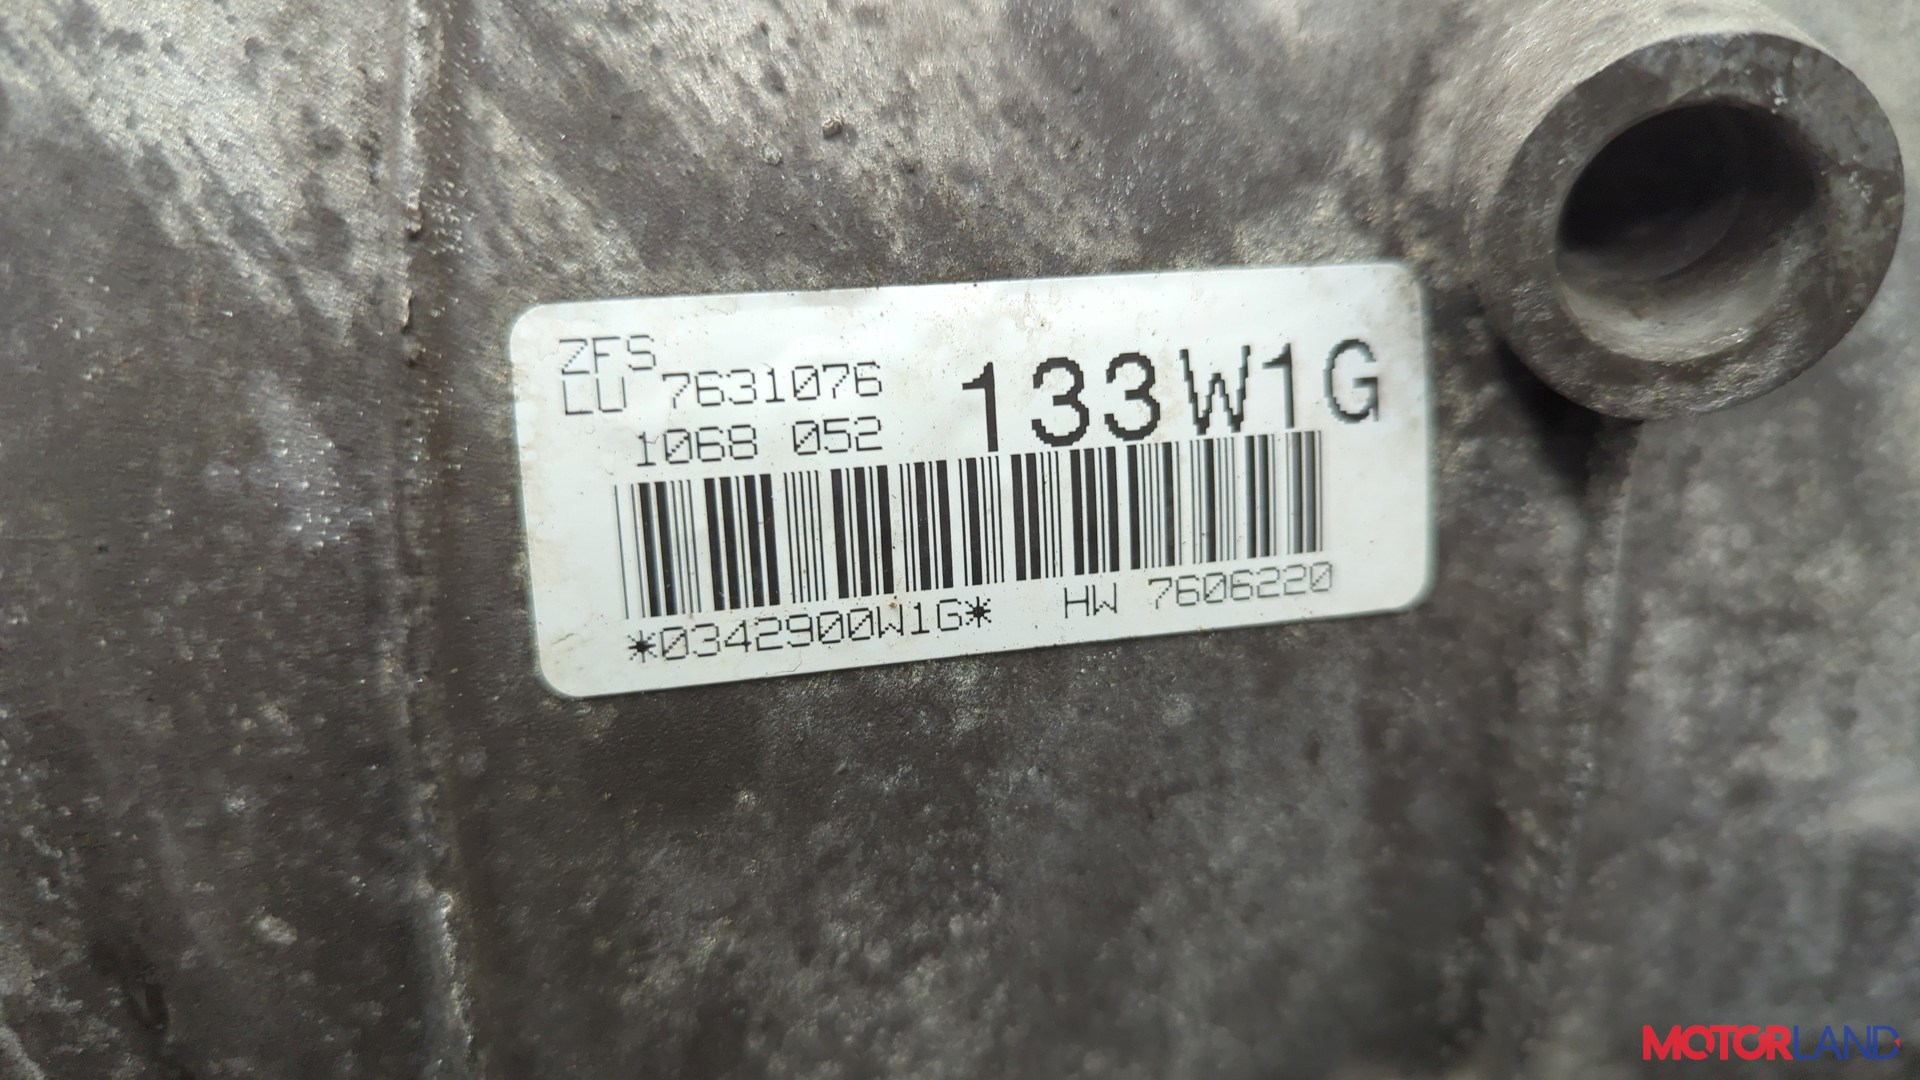 ZFS
LU 7631076
1068 052
133W1G
*0342900W1G* HW 7606220
MOTORLAND